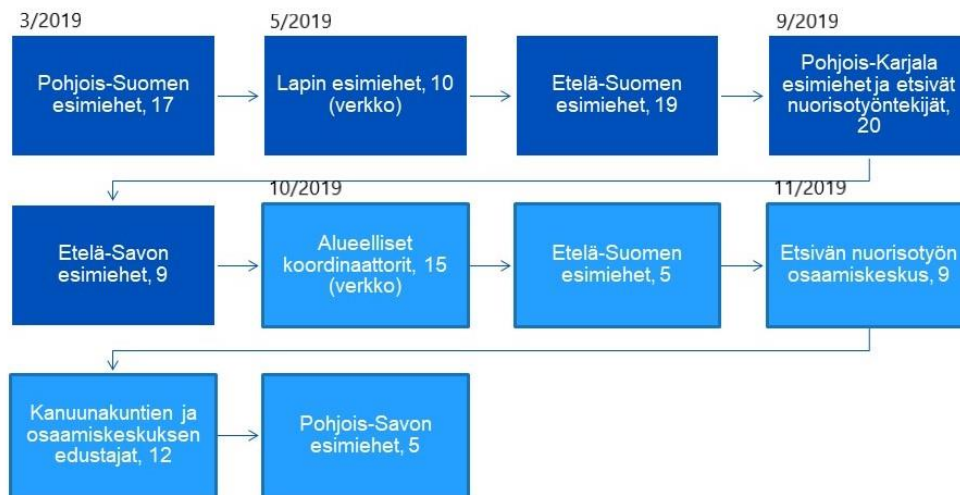 3/2019
5/2019
9/2019
Pohjois-Suomen
esimiehet, 17
Lapin esimiehet, 10
(verkko)
Etelä-Suomen
esimiehet, 19
Pohjois-Karjala
esimiehet ja etsivät
nuorisotyöntekijät,
20
10/2019
11/2019
Etelä-Savon
esimiehet, 9
Alueelliset
koordinaattorit, 15
(verkko)
Etelä-Suomen
esimiehet, 5
Etsivän nuorisotyön
osaamiskeskus, 9
Kanuunakuntien ja
osaamiskeskuksen
edustajat, 12
Pohjois-Savon
esimiehet, 5